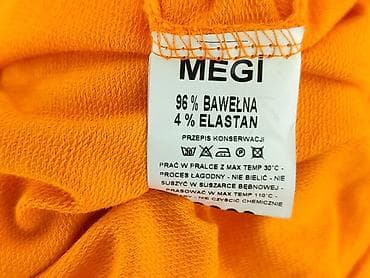 MEGI
96 % BAWEŁNA
4 % ELASTAN
PRZEPIS KONSERWACJI
PRAĆ W PRALCE Z MAX TEMP 30°C -
PROCES ŁAGODNY - NIE BIELIĆ - NIE
SUSZYĆ W SUSZARCE BĘBNOWEJ -
PRASOWAĆ W MAX TEMP 110°C -
- NIE CZYŚCIĆ CHEMICZNIE